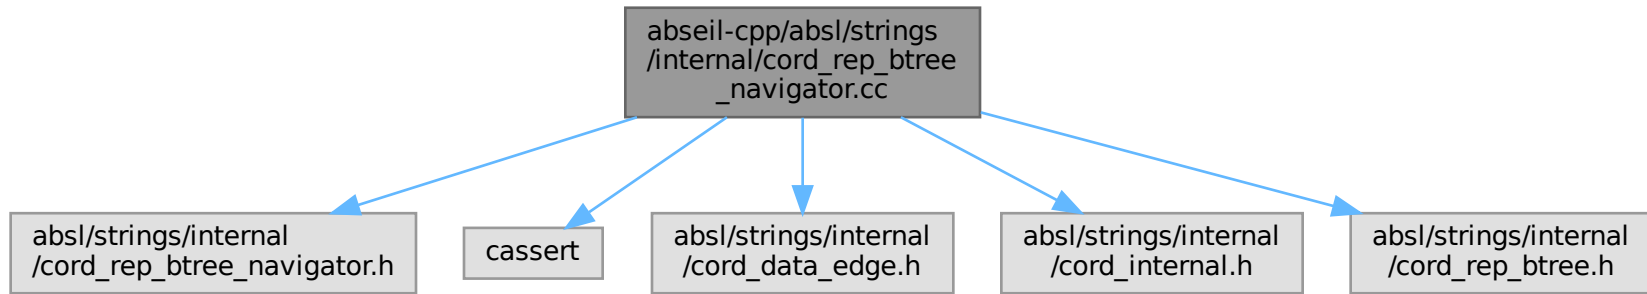 abseil-cpp/absl/strings
/internal/cord_rep_btree
_navigator.cc
absl/strings/internal
/cord_rep_btree_navigator.h
cassert
absl/strings/internal
/cord_data_edge.h
absl/strings/internal
/cord_internal.h
absl/strings/internal
/cord_rep_btree.h